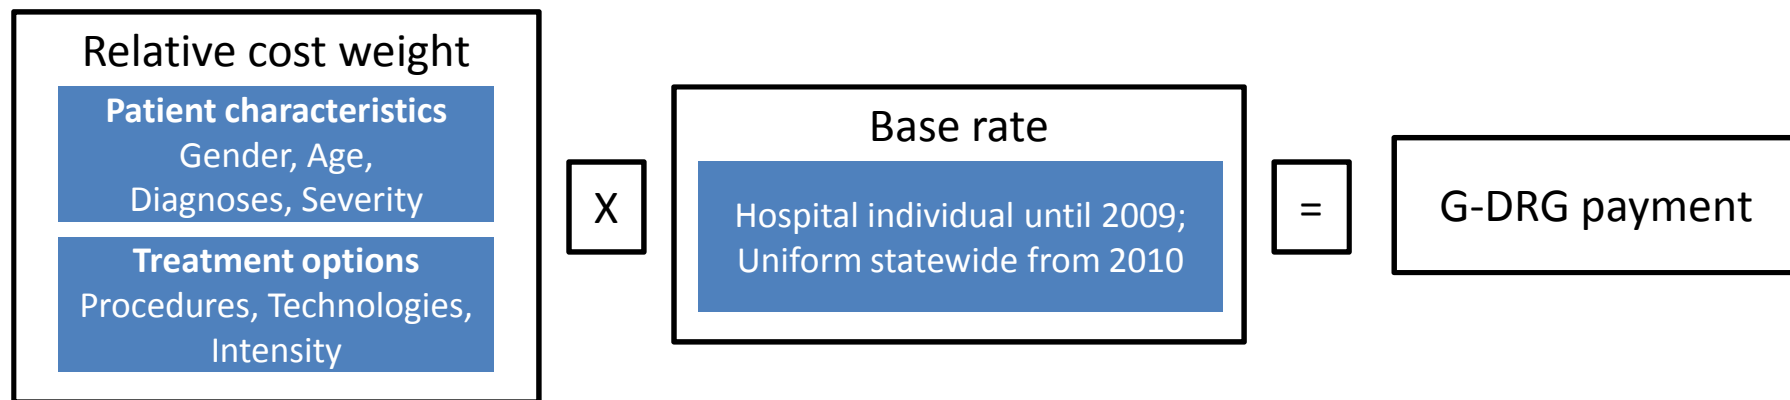 Relative cost weight
Patient characteristics
Gender, Age,
Diagnoses, Severity
Treatment options
Procedures, Technologies,
Intensity
X
Base rate
Hospital individual until 2009;
Uniform statewide from 2010
=
G-DRG payment